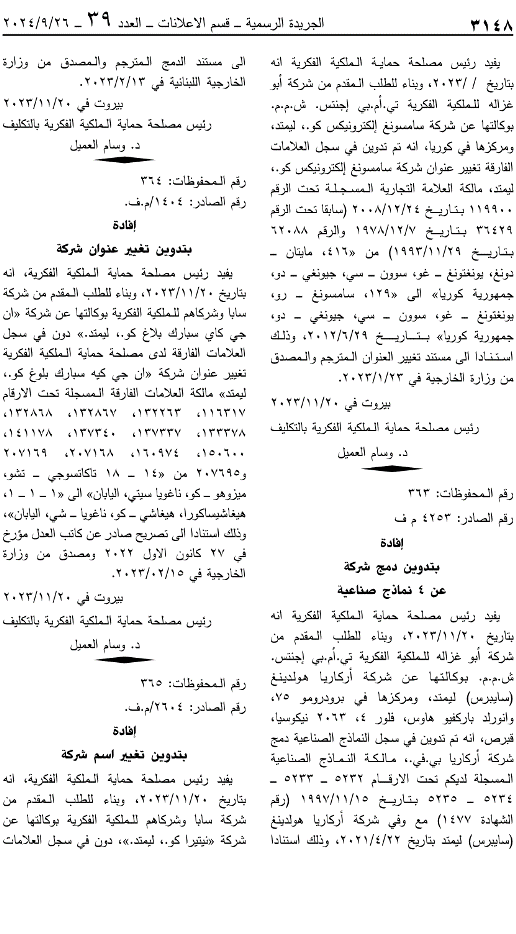 ٣١٤٨
الجريدة الرسمية ــ قسم الاعلانات ــ العدد ٣٩ ــ ٢٠٢٤/٩/٢٦
يفيد رئيس مصلحة حماية الملكية الفكرية انه
بتاريخ / /٢٠٢٣، وبناء للطلب المقدم من شركة أبو
غزاله للملكية الفكرية تي.أم.بي إجننتس. ش.م.م.
بوكالتها عن شركة سامسونغ إلكترونيكس كو.، ليمتد،
ومركزها في كوريا، انه تم تدوين في سجل العلامات
الفارقة تغيير عنوان شركة سامسونغ إلكترونيكس كو.،
ليمتد، مالكة العلامة التجارية المسجلة تحت الرقم
١١٩٩٠٠ بتاريخ ٢٠٠٨/١٢/٢٤ (سابقا تحت الرقم
٣٦٤٢٩ بتاريخ ١٩٧٨/١٢/٧ والرقم ٦٢٠٨٨
بتاريخ ١٩٩٣/١١/٢٩) من «٤١٦، مايتان ــ
دونغ، يونغتونغ ــ غو، سوون ــ سي، جيونغي ــ دو،
جمهورية كوريا» الى «١٢٩، سامسونغ ــ رو،
يونغتونغ ــ غو، سوون ــ سي، جيونغي ــ دو،
جمهورية كوريا» بتاريخ ٢٠١٢/٦/٢٩، وذلك
استنادا الى مستند تغيير العنوان المترجم والمصدق
من وزارة الخارجية في ٢٠٢٣/١/٢٣.
بيروت في ٢٠٢٣/١١/٢٠
رئيس مصلحة حماية الملكية الفكرية بالتكليف
د. وسام العميل
رقم المحفوظات: ٣٦٣
رقم الصادر: ٤٢٥٣ م ف
إفادة
بتدوين دمج شركة
عن ٤ نماذج صناعية
يفيد رئيس مصلحة حماية الملكية الفكرية انه
بتاريخ ٢٠٢٣/١١/٢٠، وبناء للطلب المقدم من
شركة أبو غزاله للملكية الفكرية تي.أم.بي إجننتس.
ش.م.م. بوكالتها عن شركة أركاريا هولدينغ
(سايبرس) ليمتد، ومركزها في برودرومو ٧٥،
وانورلد باركفيو هاوس، فلور ٤، ٢٠٦٣ نيكوسيا،
قبرص، انه تم تدوين في سجل النماذج الصناعية دمج
شركة أركاريا بي.في.، مالكة النماذج الصناعية
المسجلة لديكم تحت الارقام ٥٢٣٢ ــ ٥٢٣٣ ــ
٥٢٣٤ ــ ٥٢٣٥ بتاريخ ١٩٩٧/١١/١٥ (رقم
الشهادة ١٤٧٧) مع وفي شركة أركاريا هولدينغ
(سايبرس) ليمتد بتاريخ ٢٠٢١/٤/٢٢، وذلك استنادا
الى مستند الدمج المترجم والمصدق من وزارة
الخارجية اللبنانية في ٢٠٢٣/٢/١٣.
بيروت في ٢٠٢٣/١١/٢٠
رئيس مصلحة حماية الملكية الفكرية بالتكليف
د. وسام العميل
رقم المحفوظات: ٣٦٤
رقم الصادر: ١٤٠٤/م.ف.
إفادة
بتدوين تغيير عنوان شركة
يفيد رئيس مصلحة حماية الملكية الفكرية، انه
بتاريخ ٢٠٢٣/١١/٢٠، وبناء للطلب المقدم من شركة
سابا وشركاهم للملكية الفكرية بوكالتها عن شركة «ان
جي كاي سبارك بلاغ كو.، ليمتد.» دون في سجل
العلامات الفارقة لدى مصلحة حماية الملكية الفكرية
تغيير عنوان شركة «ان جي كيه سبارك بلوغ كو.،
ليمتد» مالكة العلامات الفارقة المسجلة تحت الارقام
١١٦٣١٧، ١٣٢٢٦٣، ١٣٢٨٦٧، ١٣٢٨٦٨،
١٣٣٣٧٨، ١٣٧٣٣٧، ١٣٧٣٤٠، ١٤١١٧٨،
١٥٠٦٠٠، ١٦٠٩٧٤، ٢٠٧١٦٨، ٢٠٧١٦٩
و٢٠٧٦٩٥ من «١٤ ــ ١٨ تاكاتسوجي ــ تشو،
ميزوهو ــ كو، ناغويا سيتي، اليابان» الى «١ ــ ١ ــ ١،
هيغاشيساكورا، هيغاشي ــ كو، ناغويا ــ شي، اليابان»،
وذلك استنادا الى تصريح صادر عن كاتب العدل مؤرخ
في ٢٧ كانون الاول ٢٠٢٢ ومصدق من وزارة
الخارجية في ٢٠٢٣/٠٢/١٥.
بيروت في ٢٠٢٣/١١/٢٠
رئيس مصلحة حماية الملكية الفكرية بالتكليف
د. وسام العميل
رقم المحفوظات: ٣٦٥
رقم الصادر: ٢٦٠٤/م.ف.
إفادة
بتدوين تغيير اسم شركة
يفيد رئيس مصلحة حماية الملكية الفكرية، انه
بتاريخ ٢٠٢٣/١١/٢٠، وبناء للطلب المقدم من
شركة سابا وشركاهم للملكية الفكرية بوكالتها عن
شركة «نيتيرا كو.، ليمتد.»، دون في سجل العلامات